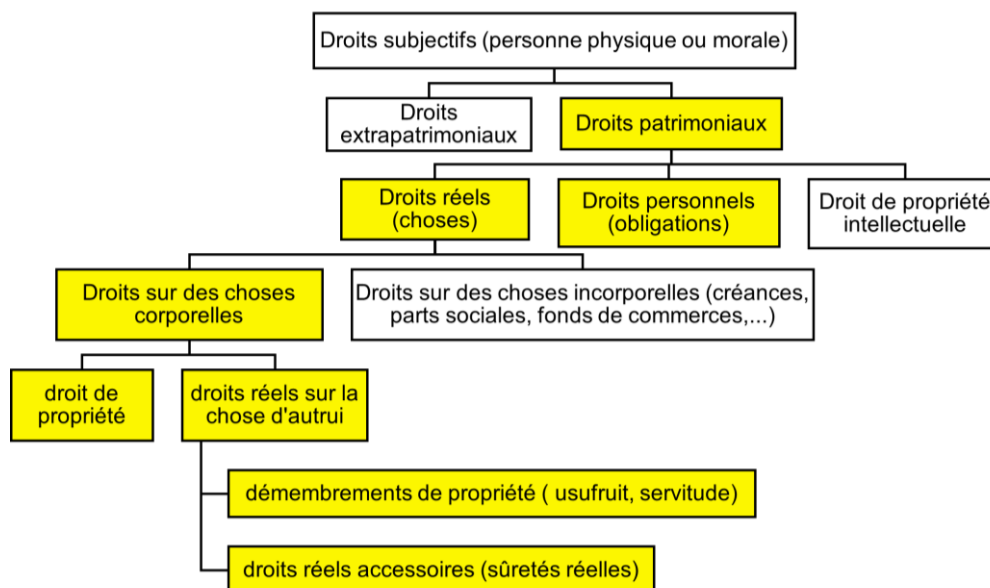 Droits subjectifs (personne physique ou morale)
Droits
extrapatrimoniaux
Droits patrimoniaux
Droits réels
(choses)
Droits personnels
(obligations)
Droit de propriété
intellectuelle
Droits sur des choses
corporelles
Droits sur des choses incorporelles (créances,
parts sociales, fonds de commerces,...)
droit de
propriété
droits réels sur la
chose d'autrui
démembrements de propriété ( usufruit, servitude)
droits réels accessoires (sûretés réelles)